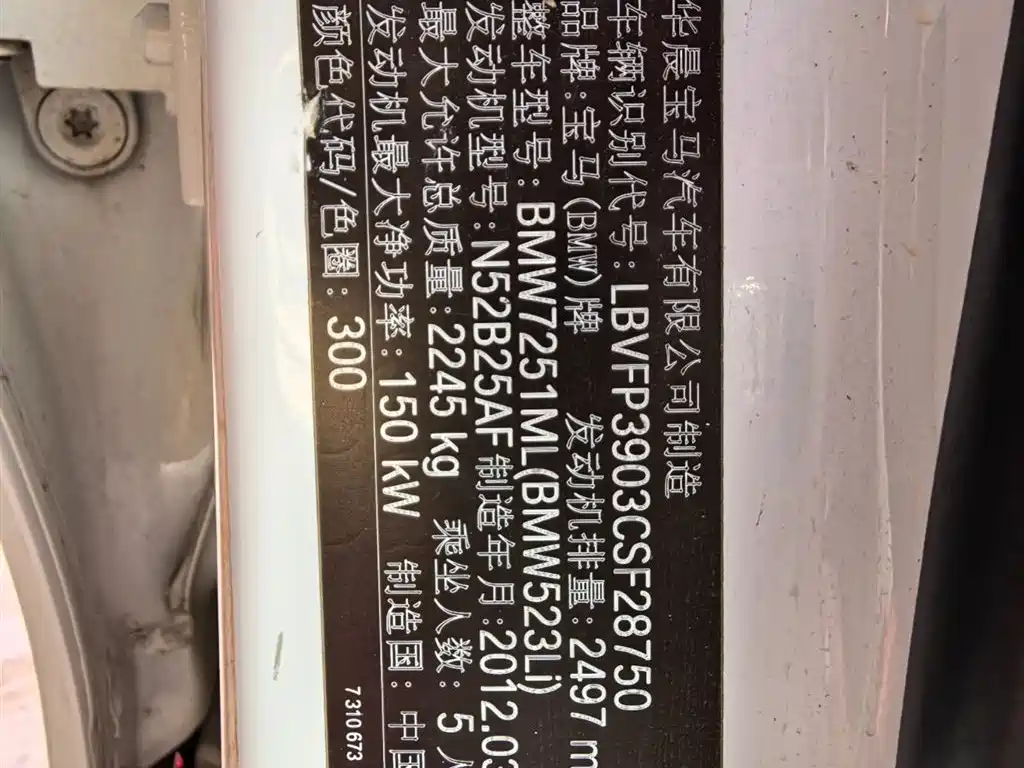 华晨宝马汽车有限公司制造
车辆识别代号：LBVFP3903CSF28750
品牌：宝马(BMW)牌 发动机排量：2497 m
整车型号：BMW7251ML(BMW523Li)
发动机型号：N52B25AF 制造年月：2012.03
最大允许总质量：2245 kg 乘坐人数：5 人
发动机最大净功率：150 kW 制造国：中国
颜色代码/色圈：300
7310673